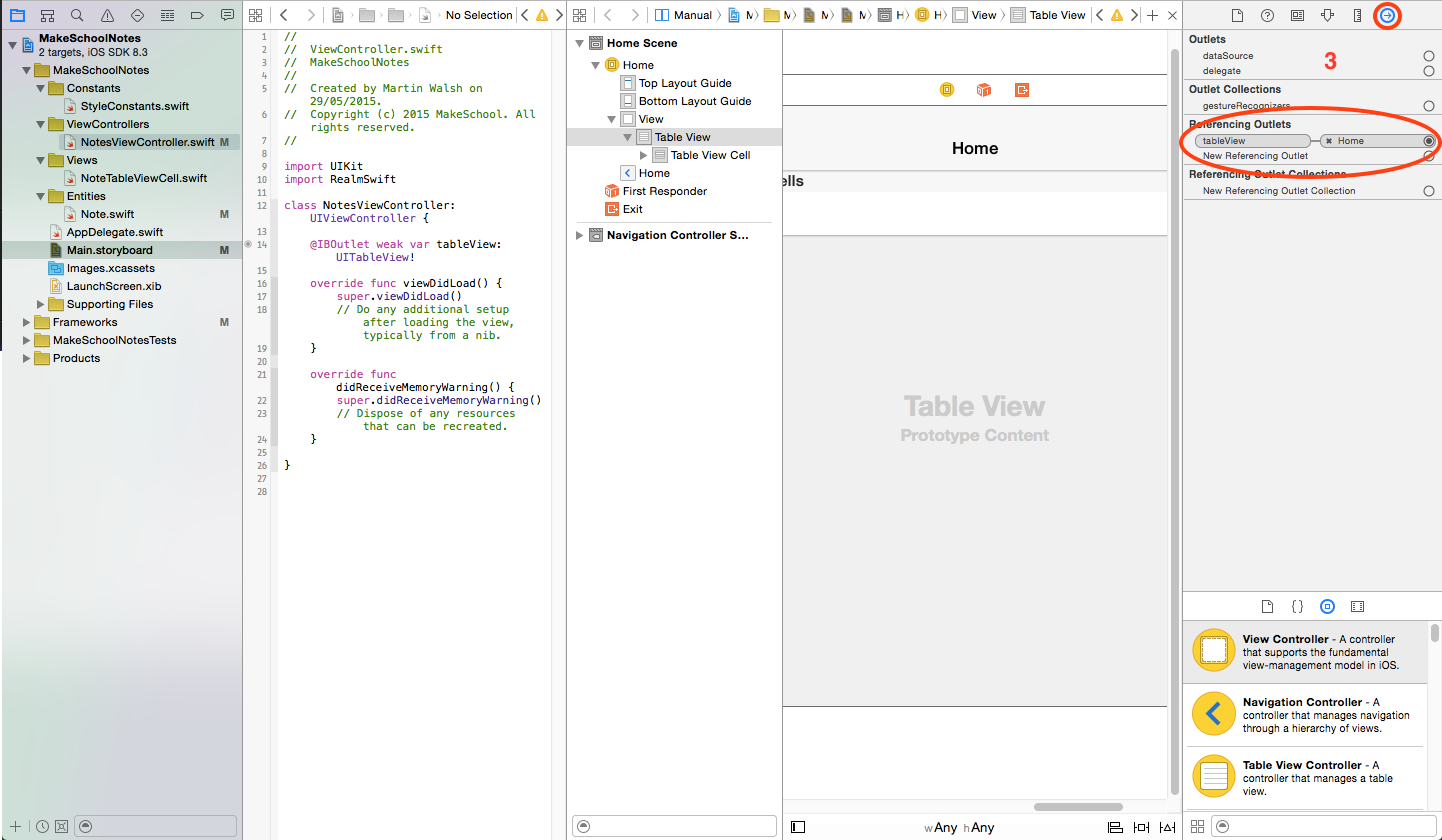 MakeSchoolNotes
2 targets, iOS SDK 8.3
MakeSchoolNotes
Constants
StyleConstants.swift
ViewControllers
NotesViewController.swift M
Views
NoteTableViewCell.swift
Entities
Note.swift M
AppDelegate.swift
Main.storyboard M
Images.xcassets
LaunchScreen.xib
Supporting Files
Frameworks M
MakeSchoolNotesTests
Products
No Selection
1 //
2 // ViewController.swift
3 // MakeSchoolNotes
4 //
5 // Created by Martin Walsh on
29/05/2015.
6 // Copyright (c) 2015 MakeSchool. All
rights reserved.
7 //
8
9 import UIKit
10 import RealmSwift
11
12 class NotesViewController:
UIViewController {
13
14 @IBOutlet weak var tableView:
UITableView!
15
16 override func viewDidLoad() {
17 super.viewDidLoad()
18 // Do any additional setup
after loading the view,
typically from a nib.
19 }
20
21 override func
didReceiveMemoryWarning() {
22 super.didReceiveMemoryWarning()
23 // Dispose of any resources
that can be recreated.
24 }
25
26 }
27
28
Manual M M M M H H View Table View
Home Scene
Home
Top Layout Guide
Bottom Layout Guide
View
Table View
Table View Cell
Home
First Responder
Exit
Navigation Controller S...
Home
ells
Table View
Prototype Content
wAny hAny
Outlets
dataSource
3
delegate
Outlet Collections
gestureRecognizers
Referencing Outlets
tableView Home
New Referencing Outlet
Referencing Outlet Collections
New Referencing Outlet Collection
View Controller - A controller
that supports the fundamental
view-management model in iOS.
Navigation Controller - A
controller that manages navigation
through a hierarchy of views.
Table View Controller - A
controller that manages a table
view.